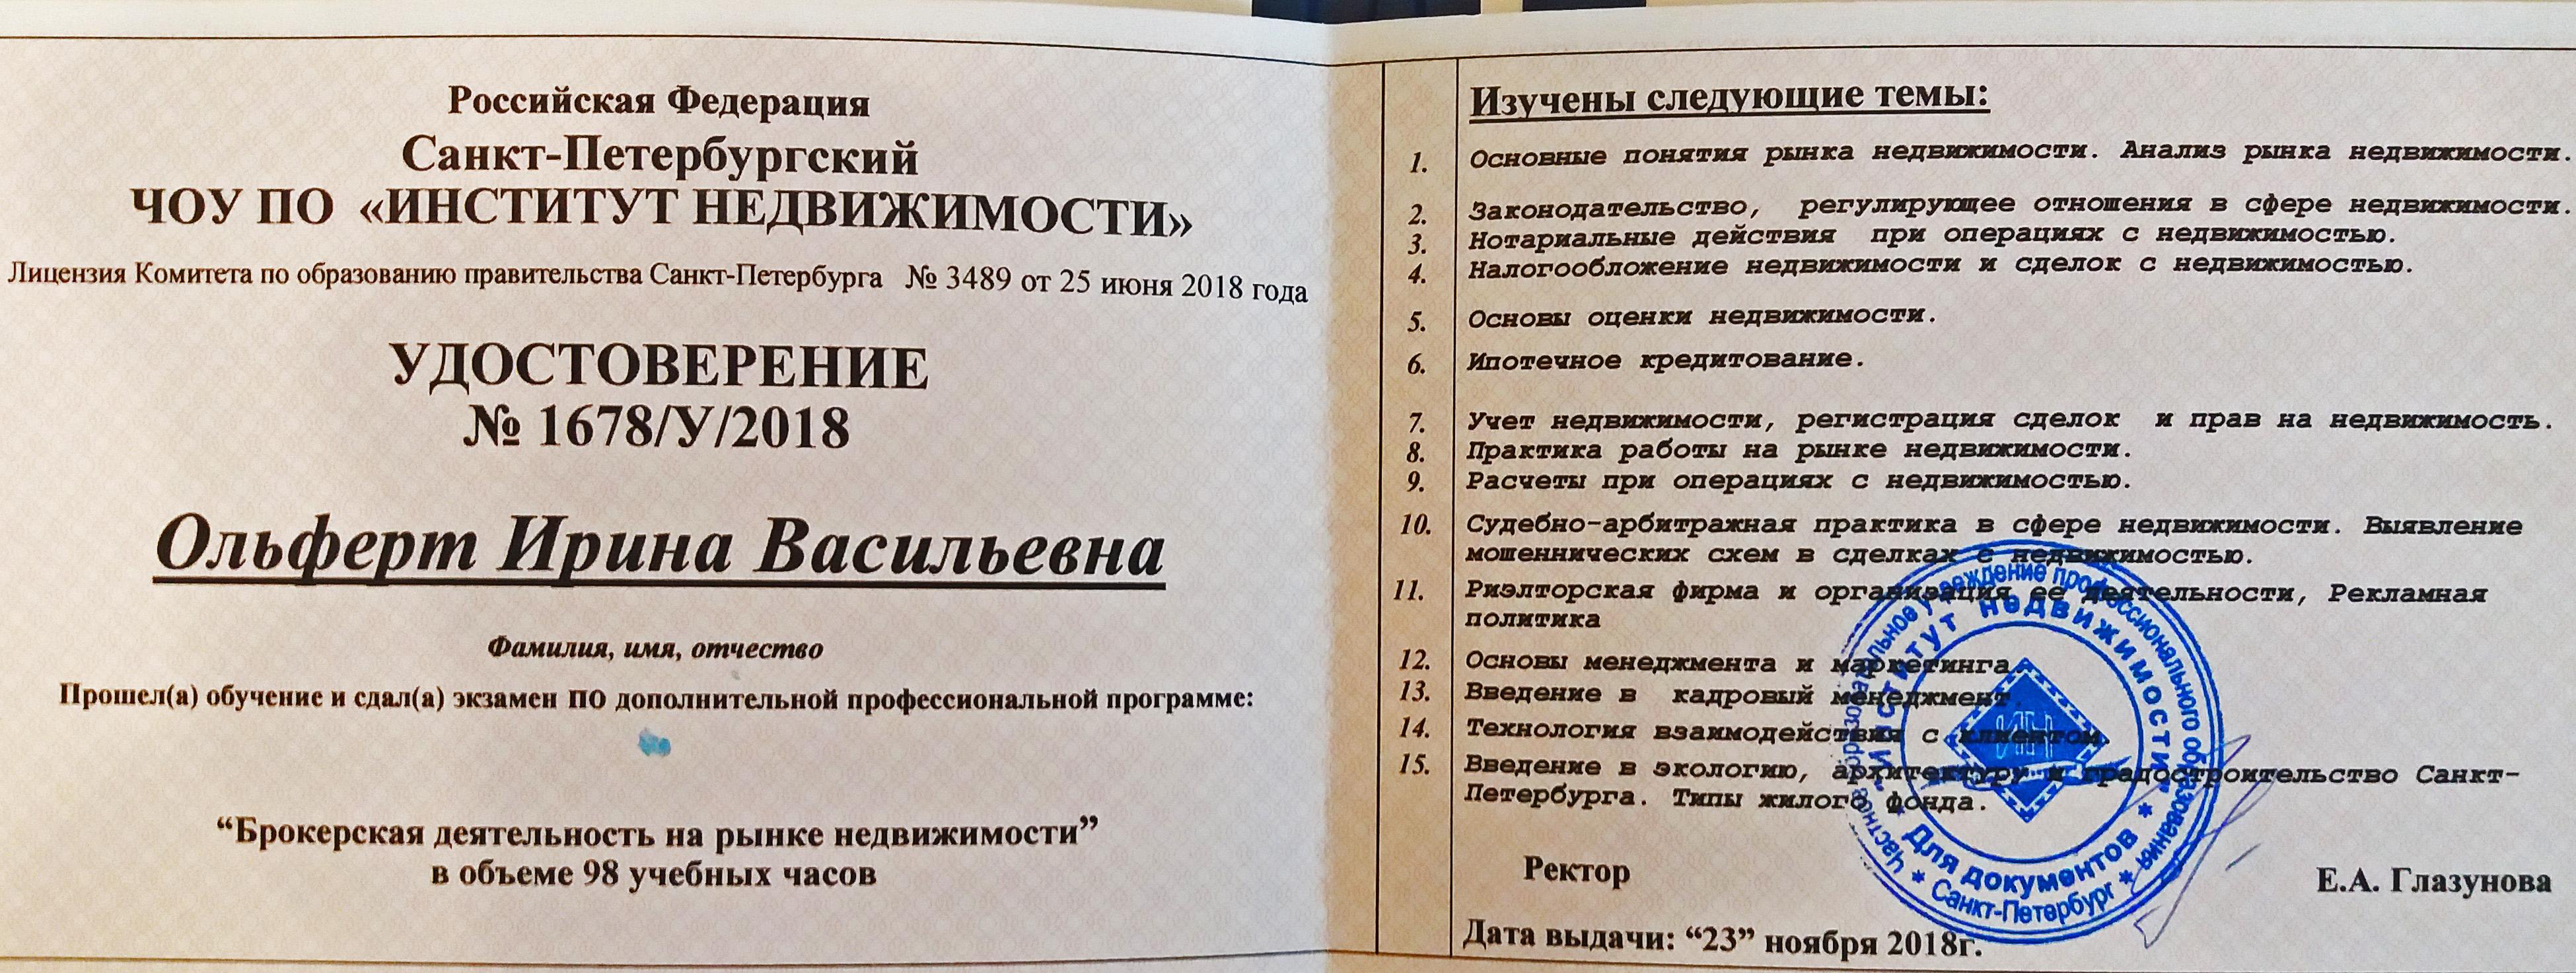 Российская Федерация
Санкт-Петербургский
ЧОУ ПО «ИНСТИТУТ НЕДВИЖИМОСТИ»
Лицензия Комитета по образованию правительства Санкт-Петербурга № 3489 от 25 июня 2018 года
УДОСТОВЕРЕНИЕ
№ 1678/У/2018
Ольферт Ирина Васильевна
Фамилия, имя, отчество
Прошел(а) обучение и сдал(а) экзамен ПО дополнительной профессиональной программе:
“Брокерская деятельность на рынке недвижимости”
в объеме 98 учебных часов
Изучены следующие темы:
1. Основные понятия рынка недвижимости. Анализ рынка недвижимости.
2. Законодательство, регулирующее отношения в сфере недвижимости.
3. Нотариальные действия при операциях с недвижимостью.
4. Налогообложение недвижимости и сделок с недвижимостью.
5. Основы оценки недвижимости.
6. Ипотечное кредитование.
7. Учет недвижимости, регистрация сделок и прав на недвижимость.
8. Практика работы на рынке недвижимости.
9. Расчеты при операциях с недвижимостью.
10. Судебно-арбитражная практика в сфере недвижимости. Выявление
мошеннических схем в сделках с недвижимостью.
11. Риэлторская фирма и организация ее деятельности, Рекламная
политика
12. Основы менеджмента и маркетинга.
13. Введение в кадровый менеджмент.
14. Технология взаимодействия с клиентом.
15. Введение в экологию, архитектуру и градостроительство Санкт-
Петербурга. Типы жилого фонда.
Частное образовательное учреждение профессионального образования * Санкт-Петербург *
"Институт недвижимости" * Для документов *
ИН
Ректор
Е.А. Глазунова
Дата выдачи: “23” ноября 2018г.